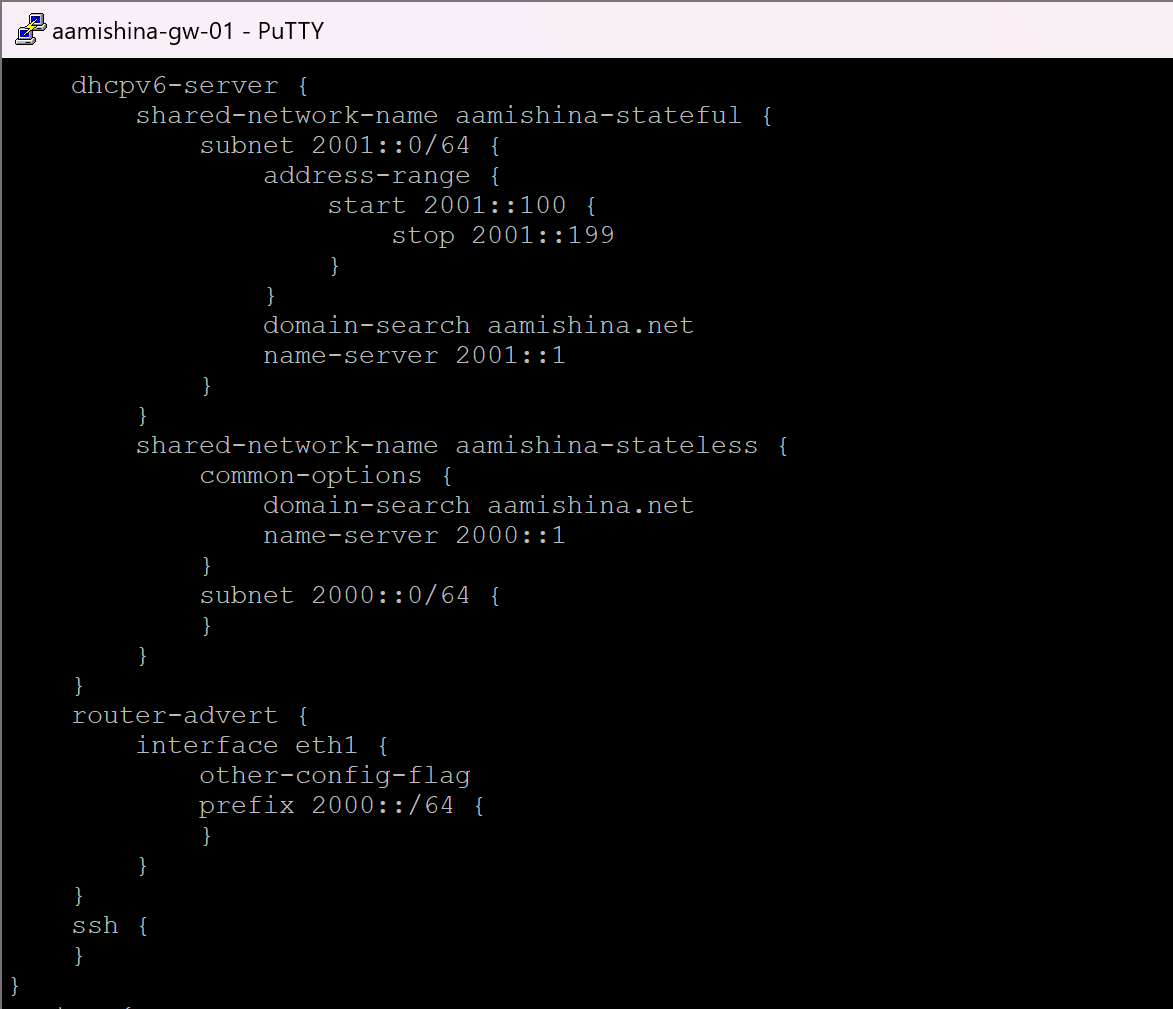 aamishina-gw-01 - PuTTY
dhcpv6-server {
shared-network-name aamishina-stateful {
subnet 2001::0/64 {
address-range {
start 2001::100 {
stop 2001::199
}
}
domain-search aamishina.net
name-server 2001::1
}
}
shared-network-name aamishina-stateless {
common-options {
domain-search aamishina.net
name-server 2000::1
}
subnet 2000::0/64 {
}
}
}
router-advert {
interface eth1 {
other-config-flag
prefix 2000::/64 {
}
}
}
ssh {
}
}